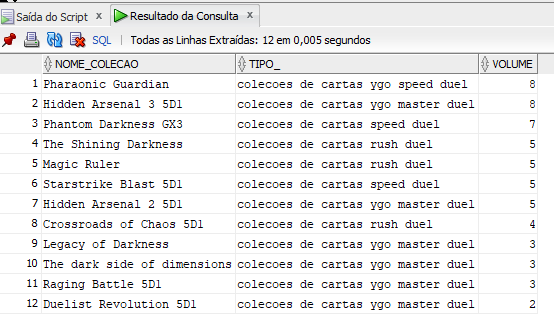 Saída do Script x Resultado da Consulta x
SQL | Todas as Linhas Extraídas: 12 em 0,005 segundos
NOME_COLECAO TIPO_ VOLUME
1 Pharaonic Guardian colecoes de cartas ygo speed duel 8
2 Hidden Arsenal 3 5D1 colecoes de cartas ygo master duel 8
3 Phantom Darkness GX3 colecoes de cartas speed duel 7
4 The Shining Darkness colecoes de cartas rush duel 5
5 Magic Ruler colecoes de cartas rush duel 5
6 Starstrike Blast 5D1 colecoes de cartas speed duel 5
7 Hidden Arsenal 2 5D1 colecoes de cartas ygo master duel 5
8 Crossroads of Chaos 5D1 colecoes de cartas rush duel 4
9 Legacy of Darkness colecoes de cartas ygo master duel 3
10 The dark side of dimensions colecoes de cartas ygo master duel 3
11 Raging Battle 5D1 colecoes de cartas ygo master duel 3
12 Duelist Revolution 5D1 colecoes de cartas ygo master duel 2